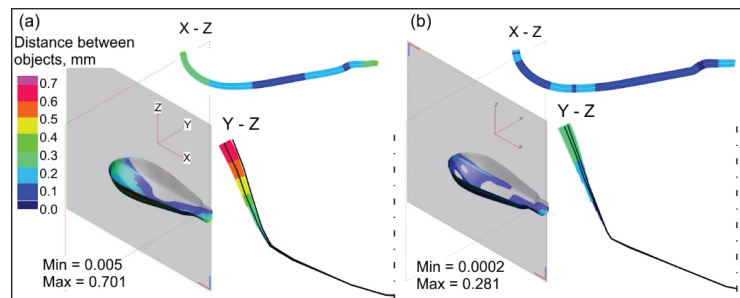 (a)
X - Z
Distance between
objects, mm
0.7
0.6
0.5
0.4
0.3
0.2
0.1
0.0
Z
Y
X
Y - Z
Min = 0.005
Max = 0.701
(b)
X - Z
Z
Y
X
Y - Z
Min = 0.0002
Max = 0.281